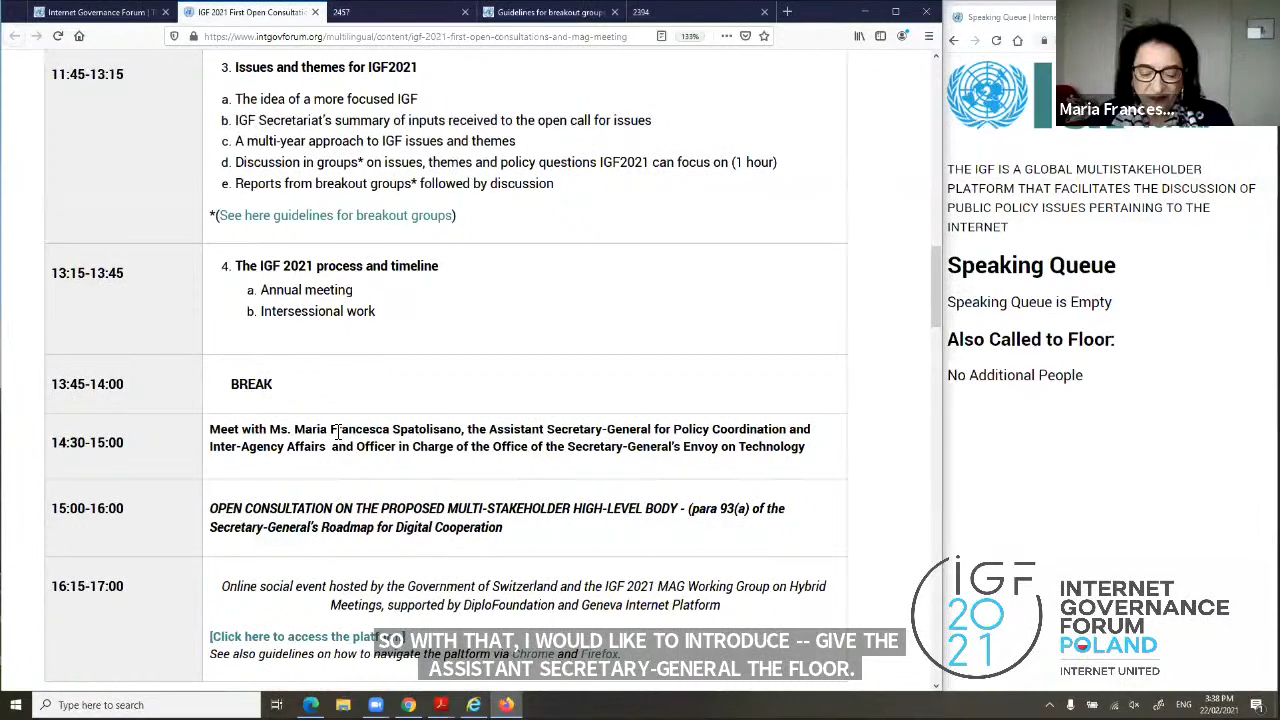 Internet Governance Forum |
IGF 2021 First Open Consultatio
2457
Guidelines for breakout group
2394
https://www.intgovforum.org/multilingual/content/igf-2021-first-open-consultations-and-mag-meeting
133%
11:45-13:15
3. Issues and themes for IGF2021
a. The idea of a more focused IGF
b. IGF Secretariat's summary of inputs received to the open call for issues
c. A multi-year approach to IGF issues and themes
d. Discussion in groups* on issues, themes and policy questions IGF2021 can focus on (1 hour)
e. Reports from breakout groups* followed by discussion
*(See here guidelines for breakout groups)
13:15-13:45
4. The IGF 2021 process and timeline
a. Annual meeting
b. Intersessional work
13:45-14:00
BREAK
14:30-15:00
Meet with Ms. Maria Francesca Spatolisano, the Assistant Secretary-General for Policy Coordination and
Inter-Agency Affairs and Officer in Charge of the Office of the Secretary-General's Envoy on Technology
15:00-16:00
OPEN CONSULTATION ON THE PROPOSED MULTI-STAKEHOLDER HIGH-LEVEL BODY - (para 93(a) of the
Secretary-General's Roadmap for Digital Cooperation
16:15-17:00
Online social event hosted by the Government of Switzerland and the IGF 2021 MAG Working Group on Hybrid
Meetings, supported by DiploFoundation and Geneva Internet Platform
[Click here to access the platform]
See also guidelines on how to navigate the paltform via Chrome and Firefox.
SO WITH THAT, I WOULD LIKE TO INTRODUCE -- GIVE THE
ASSISTANT SECRETARY-GENERAL THE FLOOR.
Speaking Queue | Internet
Maria Frances...
THE IGF IS A GLOBAL MULTISTAKEHOLDER
PLATFORM THAT FACILITATES THE DISCUSSION OF
PUBLIC POLICY ISSUES PERTAINING TO THE
INTERNET
Speaking Queue
Speaking Queue is Empty
Also Called to Floor:
No Additional People
IGF
20
21
INTERNET
GOVERNANCE
FORUM
POLAND
INTERNET UNITED
Type here to search
ENG
3:38 PM
22/02/2021